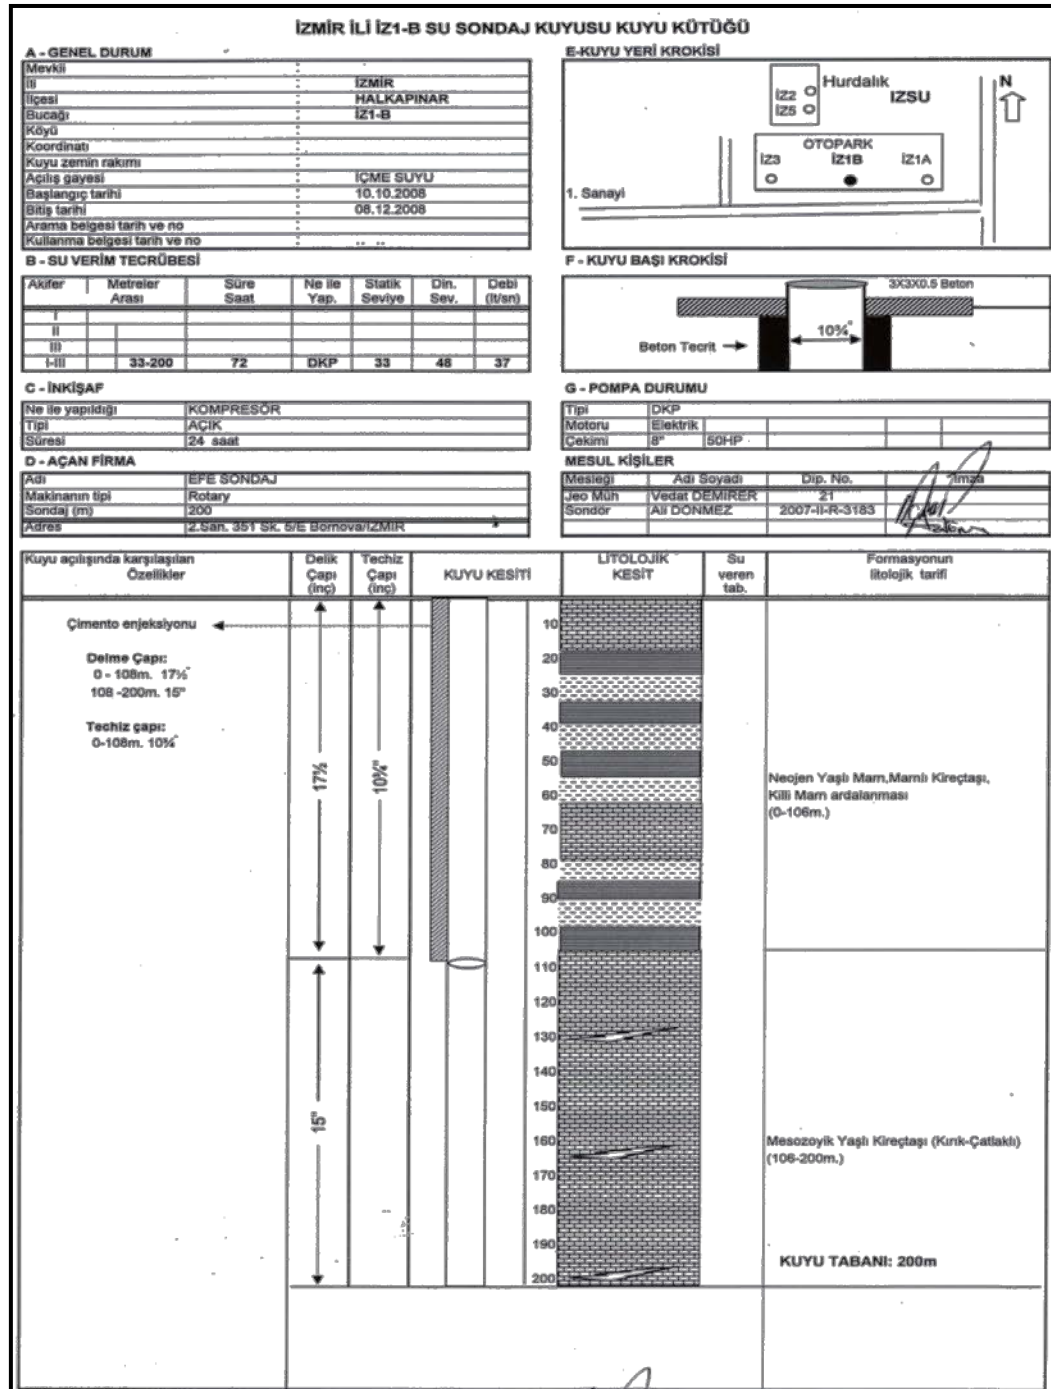 İZMİR İLİ İZ1-B SU SONDAJ KUYUSU KUYU KÜTÜĞÜ
A - GENEL DURUM
Mevkii :
İli : İZMİR
İlçesi : HALKAPINAR
Bucağı : İZ1-B
Köyü :
Koordinatı :
Kuyu zemin rakımı :
Açılış gayesi : İÇME SUYU
Başlangıç tarihi : 10.10.2008
Bitiş tarihi : 08.12.2008
Arama belgesi tarih ve no :
Kullanma belgesi tarih ve no : .. ..
E-KUYU YERİ KROKİSİ
Hurdalık
IZSU
N
İZ2
İZ5
OTOPARK
İZ3 İZ1B İZ1A
1. Sanayi
B - SU VERİM TECRÜBESİ
Akifer Metreler Arası Süre Saat Ne ile Yap. Statik Seviye Din. Sev. Debi (lt/sn)
I
II
III
I-III 33-200 72 DKP 33 48 37
F - KUYU BAŞI KROKİSİ
3X3X0.5 Beton
10¾"
Beton Tecrit
C - İNKİŞAF
Ne ile yapıldığı KOMPRESÖR
Tipi AÇIK
Süresi 24 saat
G - POMPA DURUMU
Tipi DKP
Motoru Elektrik
Çekimi 8" 50HP
D - AÇAN FİRMA
Adı EFE SONDAJ
Makinanın tipi Rotary
Sondaj (m) 200
Adres 2.San. 351 Sk. 5/E Bornova/İZMİR
MESUL KİŞİLER
Mesleği Adı Soyadı Dip. No. İmza
Jeo Müh Vedat DEMİRER 21
Sondör Ali DÖNMEZ 2007-II-R-3183
Kuyu açılışında karşılaşılan Özellikler
Delik Çapı (inç)
Techiz Çapı (inç)
KUYU KESİTİ
LİTOLOJİK KESİT
Su veren tab.
Formasyonun litolojik tarifi
Çimento enjeksiyonu
Delme Çapı:
0 - 108m. 17½"
108 -200m. 15"
Techiz çapı:
0-108m. 10¾"
17½
10¾"
15"
10
20
30
40
50
60
70
80
90
100
110
120
130
140
150
160
170
180
190
200
Neojen Yaşlı Marn,Marnlı Kireçtaşı,
Killi Marn ardalanması
(0-106m.)
Mesozoyik Yaşlı Kireçtaşı (Kırık-Çatlaklı)
(106-200m.)
KUYU TABANI: 200m